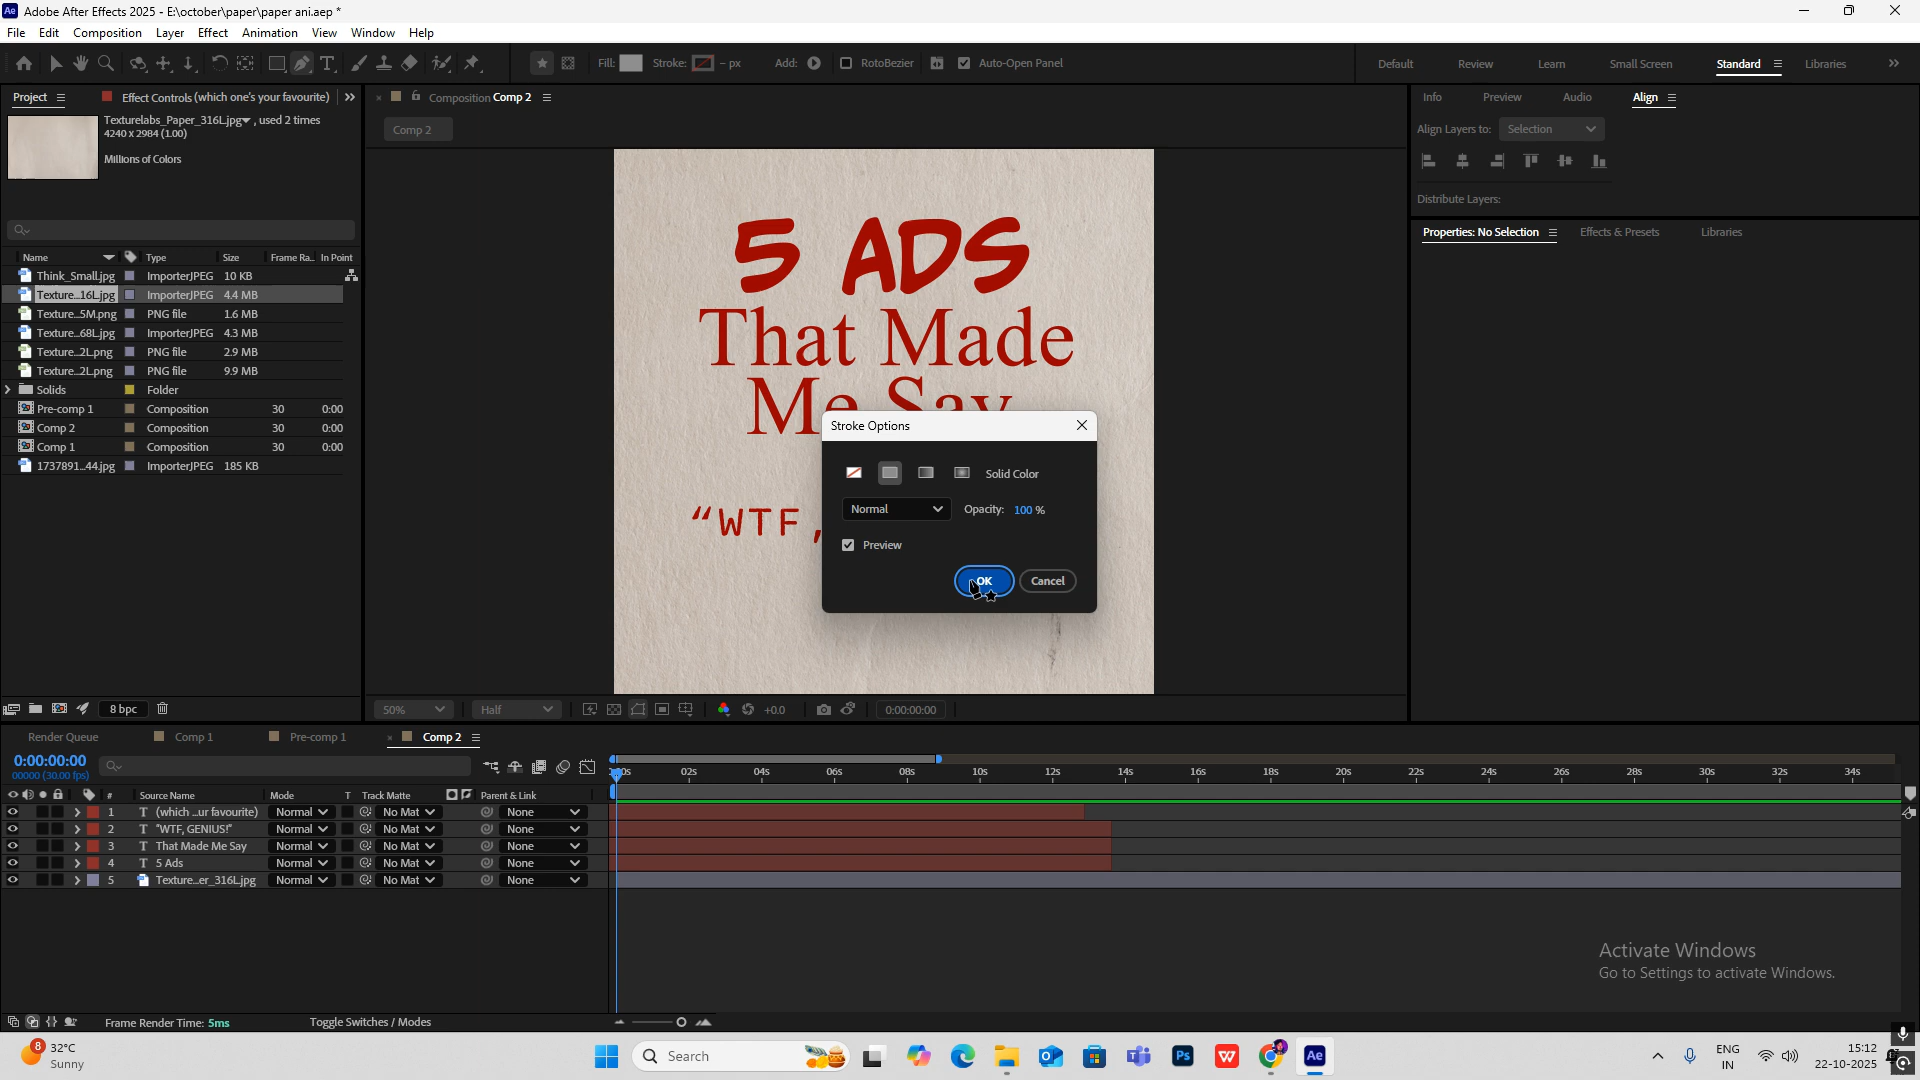 Adobe After Effects 2025 - E:\october\paper\paper ani.aep *
File Edit Composition Layer Effect Animation View Window Help
Fill: Stroke: - px Add: RotoBezier Auto-Open Panel
Default Review Learn Small Screen Standard Libraries
Project Effect Controls (which one's your favourite)
Texturelabs_Paper_316L.jpg , used 2 times
4240 x 2984 (1.00)
Millions of Colors
Name Type Size Frame Ra.. In Point
Think_Small.jpg ImporterJPEG 10 KB
Texture...16L.jpg ImporterJPEG 4.4 MB
Texture...5M.png PNG file 1.6 MB
Texture...68L.jpg ImporterJPEG 4.3 MB
Texture...2L.png PNG file 2.9 MB
Texture...2L.png PNG file 9.9 MB
Solids Folder
Pre-comp 1 Composition 30 0:00
Comp 2 Composition 30 0:00
Comp 1 Composition 30 0:00
1737891...44.jpg ImporterJPEG 185 KB
8 bpc
Composition Comp 2
Comp 2
5 ADS
That Made
Me Say
“WTF,
Stroke Options
Solid Color
Normal Opacity: 100 %
Preview
OK Cancel
50% Half +0.0 0:00:00:00
Info Preview Audio Align
Align Layers to: Selection
Distribute Layers:
Properties: No Selection Effects & Presets Libraries
Render Queue Comp 1 Pre-comp 1 Comp 2
0:00:00:00
00000 (30.00 fps)
02s 04s 06s 08s 10s 12s 14s 16s 18s 20s 22s 24s 26s 28s 30s 32s 34s
# Source Name Mode T Track Matte Parent & Link
1 T (which ...ur favourite) Normal No Mat None
2 T "WTF, GENIUS!" Normal No Mat None
3 T That Made Me Say Normal No Mat None
4 T 5 Ads Normal No Mat None
5 Texture...er_316L.jpg Normal No Mat None
Frame Render Time: 5ms Toggle Switches / Modes
Activate Windows
Go to Settings to activate Windows.
8 32°C
Sunny
Search
Ps
Ae
ENG
IN
15:12
22-10-2025